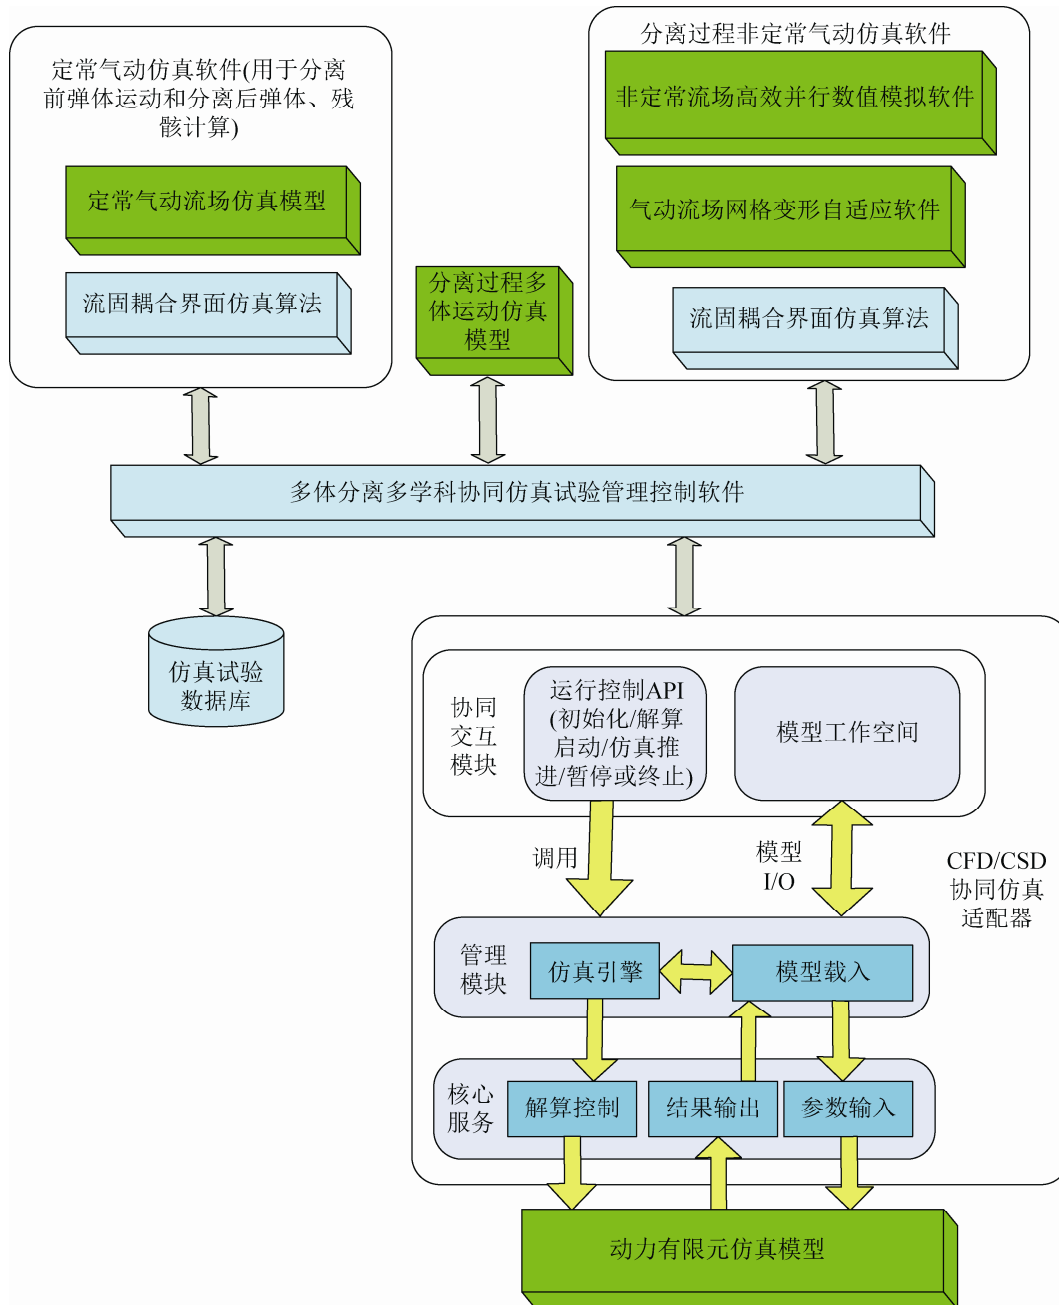 定常气动仿真软件(用于分离
前弹体运动和分离后弹体、残
骸计算)
定常气动流场仿真模型
流固耦合界面仿真算法
分离过程多
体运动仿真
模型
分离过程非定常气动仿真软件
非定常流场高效并行数值模拟软件
气动流场网格变形自适应软件
流固耦合界面仿真算法
多体分离多学科协同仿真试验管理控制软件
仿真试验
数据库
协同
交互
模块
运行控制API
(初始化/解算
启动/仿真推
进/暂停或终止)
模型工作空间
调用
模型
I/O
CFD/CSD
协同仿真
适配器
管理
模块
仿真引擎
模型载入
核心
服务
解算控制
结果输出
参数输入
动力有限元仿真模型